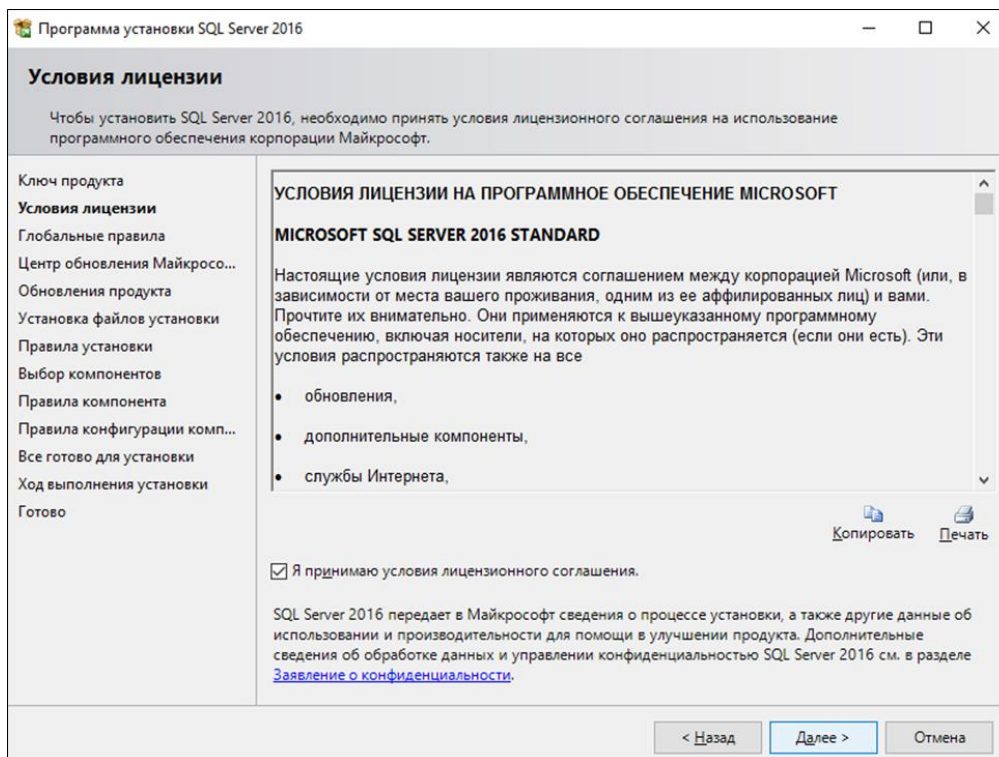 Программа установки SQL Server 2016
Условия лицензии
Чтобы установить SQL Server 2016, необходимо принять условия лицензионного соглашения на использование
программного обеспечения корпорации Майкрософт.
Ключ продукта
Условия лицензии
Глобальные правила
Центр обновления Майкросо...
Обновления продукта
Установка файлов установки
Правила установки
Выбор компонентов
Правила компонента
Правила конфигурации комп...
Все готово для установки
Ход выполнения установки
Готово
УСЛОВИЯ ЛИЦЕНЗИИ НА ПРОГРАММНОЕ ОБЕСПЕЧЕНИЕ MICROSOFT
MICROSOFT SQL SERVER 2016 STANDARD
Настоящие условия лицензии являются соглашением между корпорацией Microsoft (или, в
зависимости от места вашего проживания, одним из ее аффилированных лиц) и вами.
Прочтите их внимательно. Они применяются к вышеуказанному программному
обеспечению, включая носители, на которых оно распространяется (если они есть). Эти
условия распространяются также на все
• обновления,
• дополнительные компоненты,
• службы Интернета,
Копировать
Печать
Я принимаю условия лицензионного соглашения.
SQL Server 2016 передает в Майкрософт сведения о процессе установки, а также другие данные об
использовании и производительности для помощи в улучшении продукта. Дополнительные
сведения об обработке данных и управлении конфиденциальностью SQL Server 2016 см. в разделе
Заявление о конфиденциальности.
< Назад
Далее >
Отмена